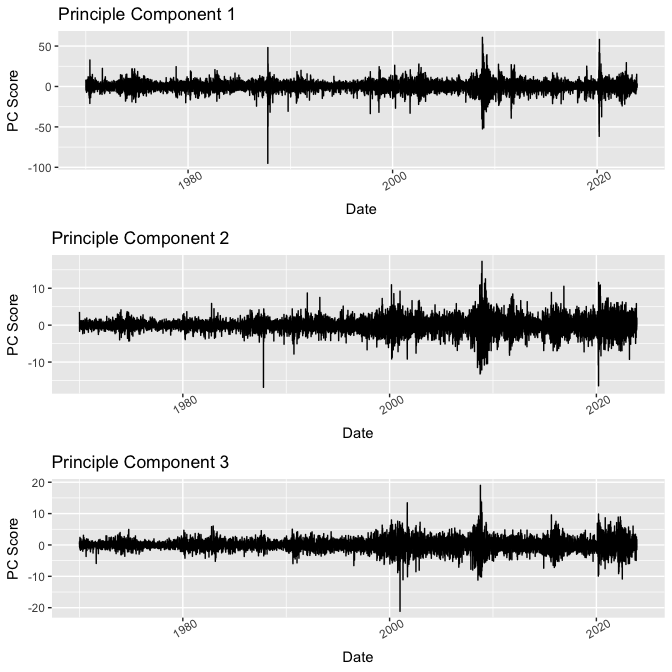 Principle Component 1
PC Score
50
0
-50
-100
1980
2000
2020
Date
Principle Component 2
PC Score
10
0
-10
1980
2000
2020
Date
Principle Component 3
PC Score
20
10
0
-10
-20
1980
2000
2020
Date